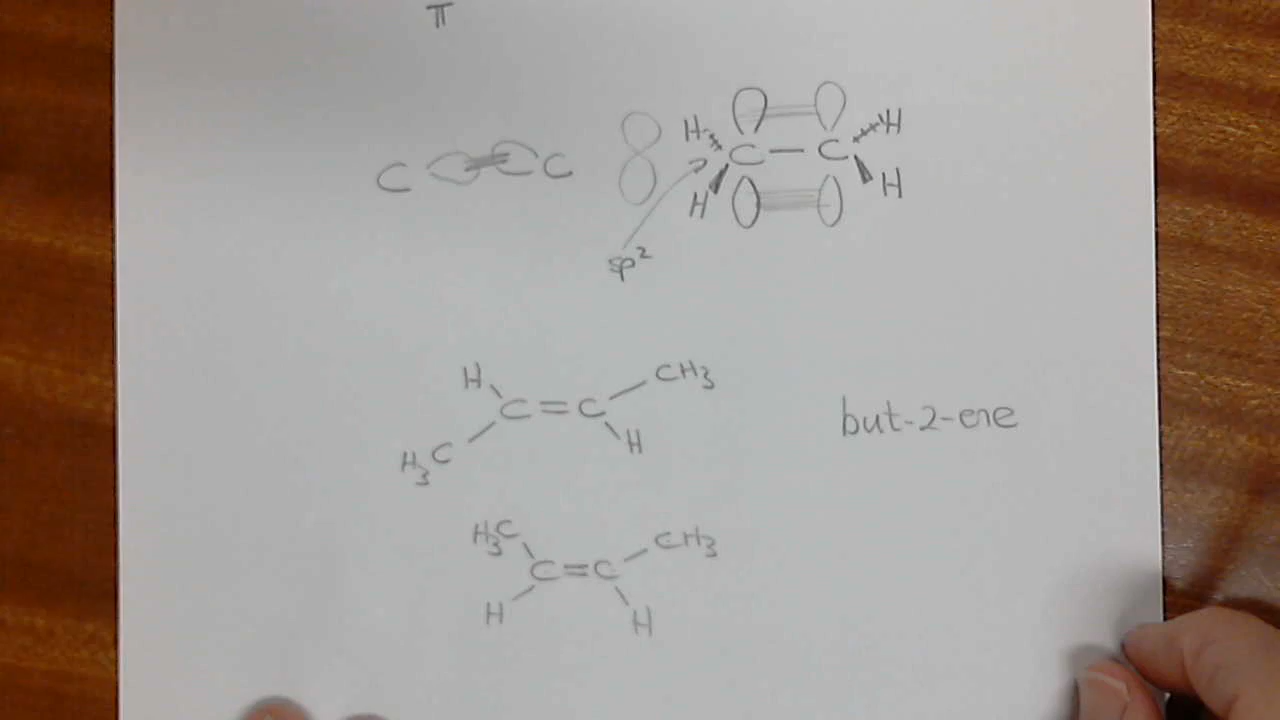 π
H H
C C C — C
H H
sp²
H CH₃
C = C but-2-ene
H₃C H
H₃C CH₃
C = C
H H